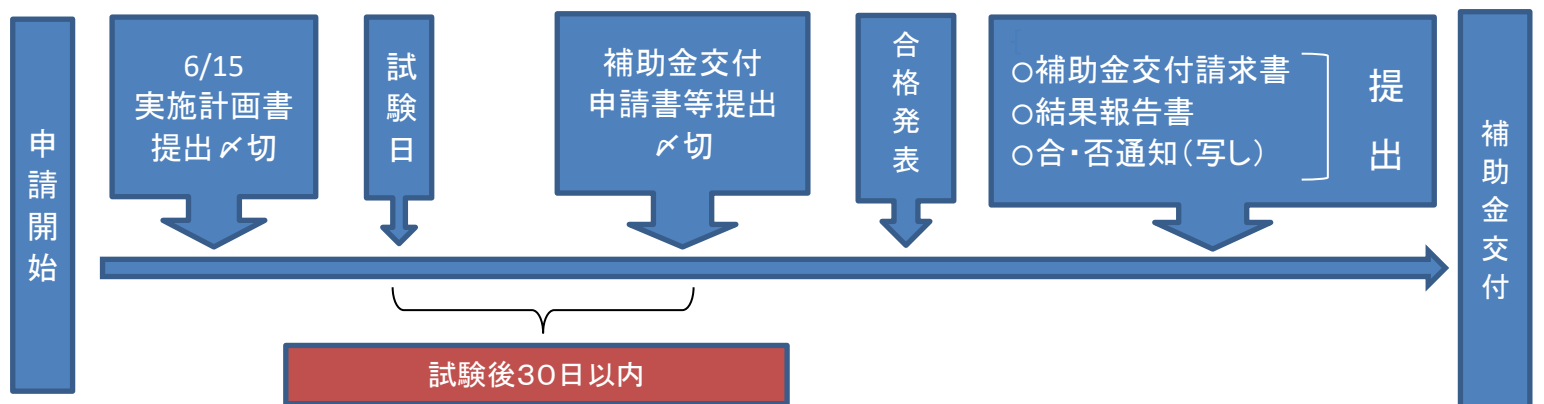 申請開始
6/15
実施計画書
提出〆切
試験日
補助金交付
申請書等提出
〆切
合格発表
○補助金交付請求書
○結果報告書
○合・否通知（写し）
提出
補助金交付
試験後30日以内